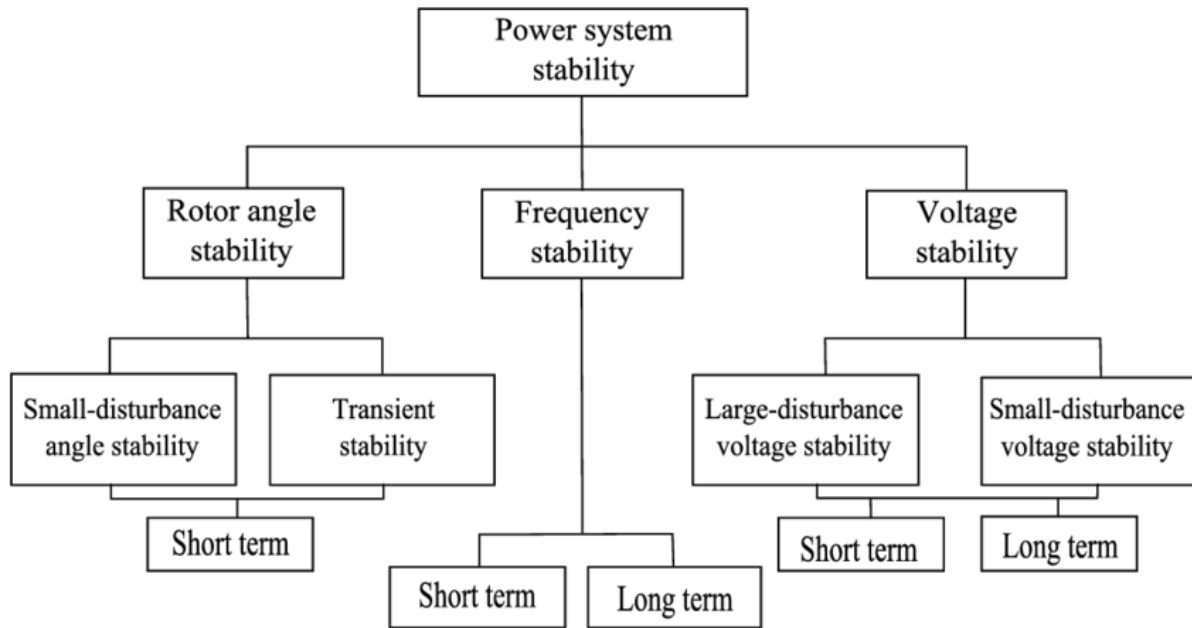 Power system
stability
Rotor angle
stability
Frequency
stability
Voltage
stability
Small-disturbance
angle stability
Transient
stability
Large-disturbance
voltage stability
Small-disturbance
voltage stability
Short term
Short term
Long term
Short term
Long term